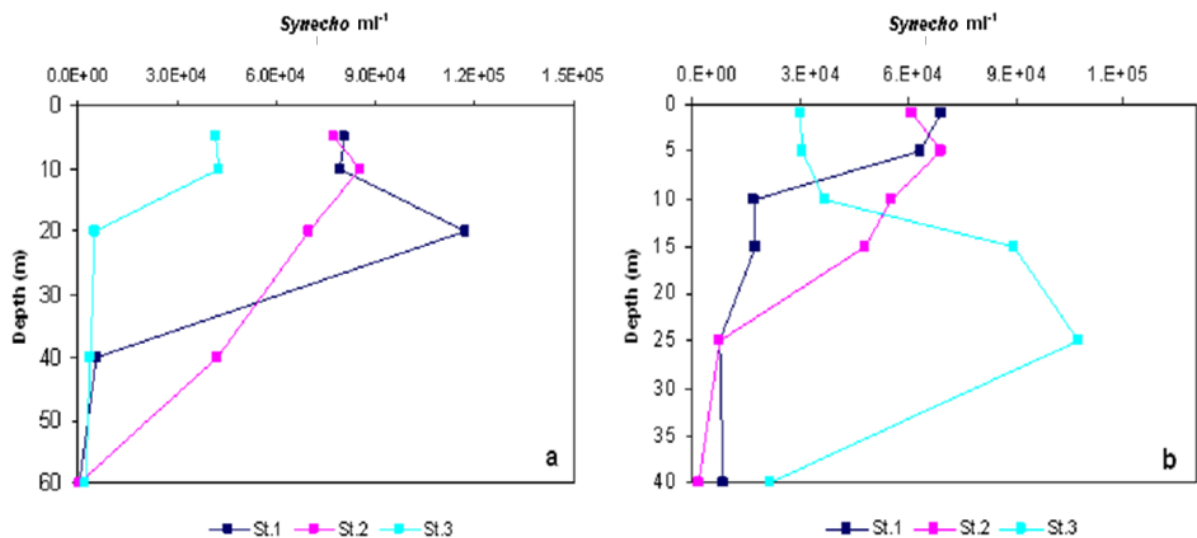 Synecho ml-1
0.0E+00 3.0E+04 6.0E+04 9.0E+04 1.2E+05 1.5E+05
0
10
20
30
40
50
60
Depth (m)
a
St.1 St.2 St.3
Synecho ml-1
0.E+00 3.E+04 6.E+04 9.E+04 1.E+05
0
5
10
15
20
25
30
35
40
Depth (m)
b
St.1 St.2 St.3